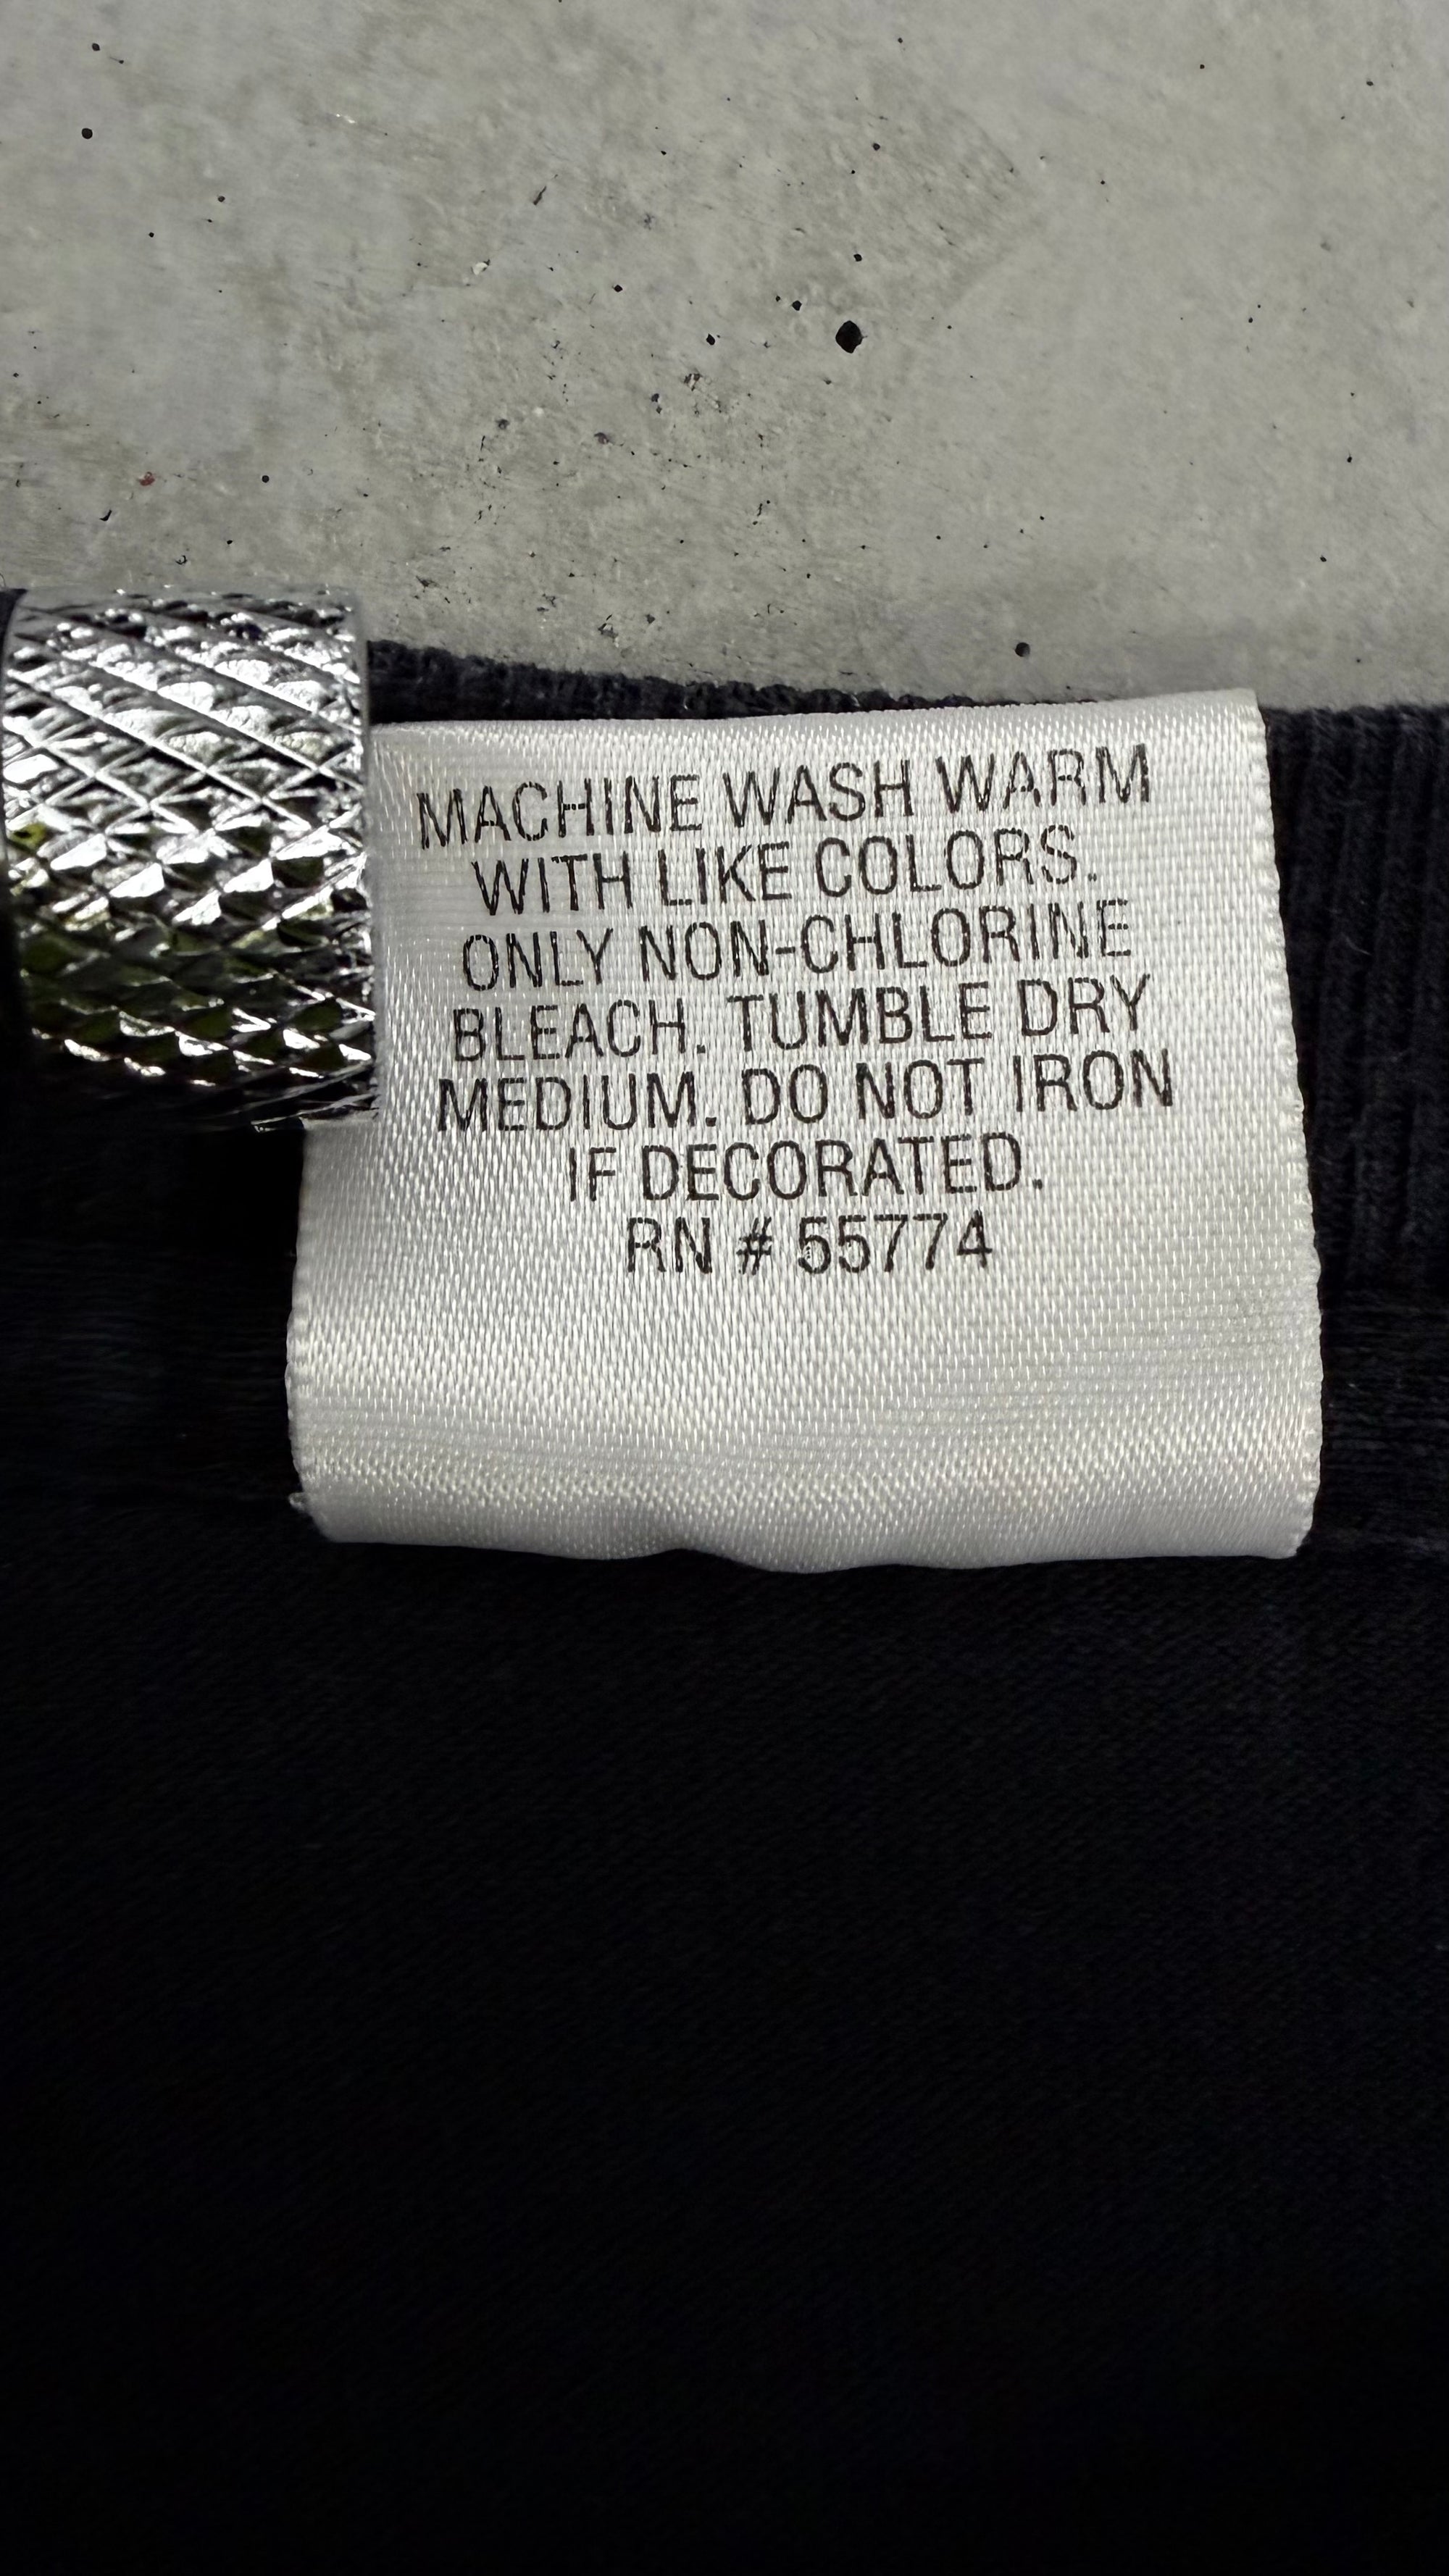 MACHINE WASH WARM
WITH LIKE COLORS.
ONLY NON-CHLORINE
BLEACH. TUMBLE DRY
MEDIUM. DO NOT IRON
IF DECORATED.
RN # 55774